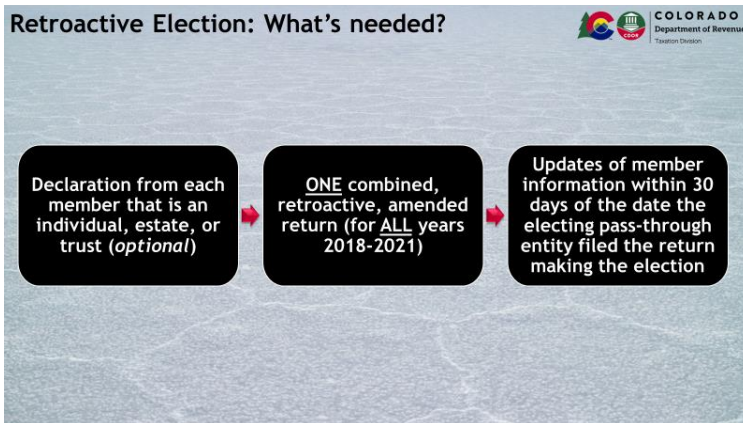 Retroactive Election: What's needed?
COLORADO
Department of Revenue
Taxation Division
CDOR
Declaration from each
member that is an
individual, estate, or
trust (optional)
ONE combined,
retroactive, amended
return (for ALL years
2018-2021)
Updates of member
information within 30
days of the date the
electing pass-through
entity filed the return
making the election